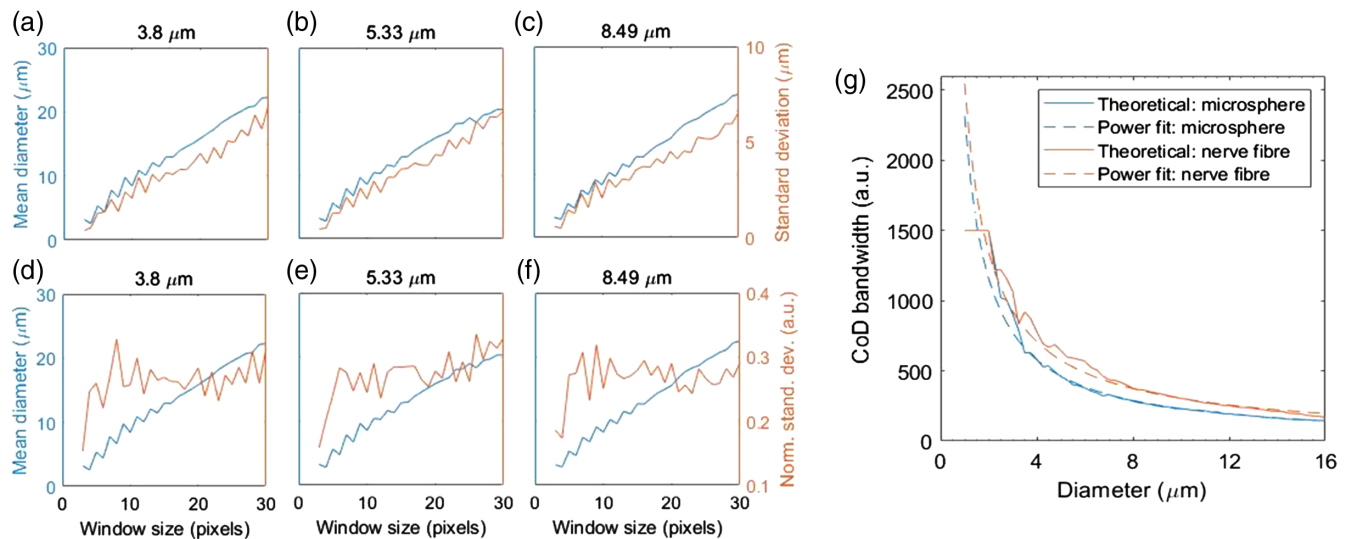 (a)
3.8 μm
(b)
5.33 μm
(c)
8.49 μm
30
20
10
0
Mean diameter (μm)
10
5
0
Standard deviation (μm)
(d)
3.8 μm
(e)
5.33 μm
(f)
8.49 μm
30
20
10
0
Mean diameter (μm)
0.4
0.3
0.2
0.1
Norm. stand. dev. (a.u.)
0 10 20 30
0 10 20 30
0 10 20 30
Window size (pixels)
Window size (pixels)
Window size (pixels)
(g)
2500
2000
1500
1000
500
0
CoD bandwidth (a.u.)
Theoretical: microsphere
Power fit: microsphere
Theoretical: nerve fibre
Power fit: nerve fibre
0 4 8 12 16
Diameter (μm)